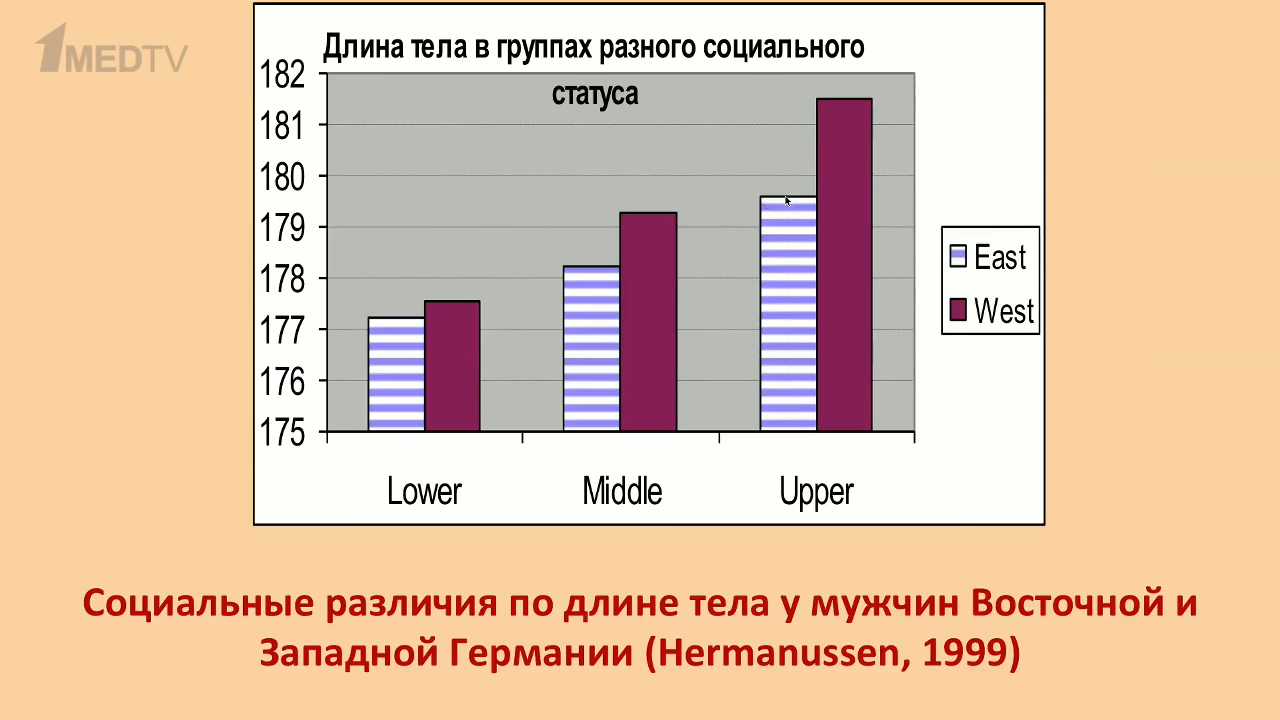 1MEDTV
Длина тела в группах разного социального
статуса
182
181
180
179
178
177
176
175
East
West
Lower
Middle
Upper
Социальные различия по длине тела у мужчин Восточной и
Западной Германии (Hermanussen, 1999)